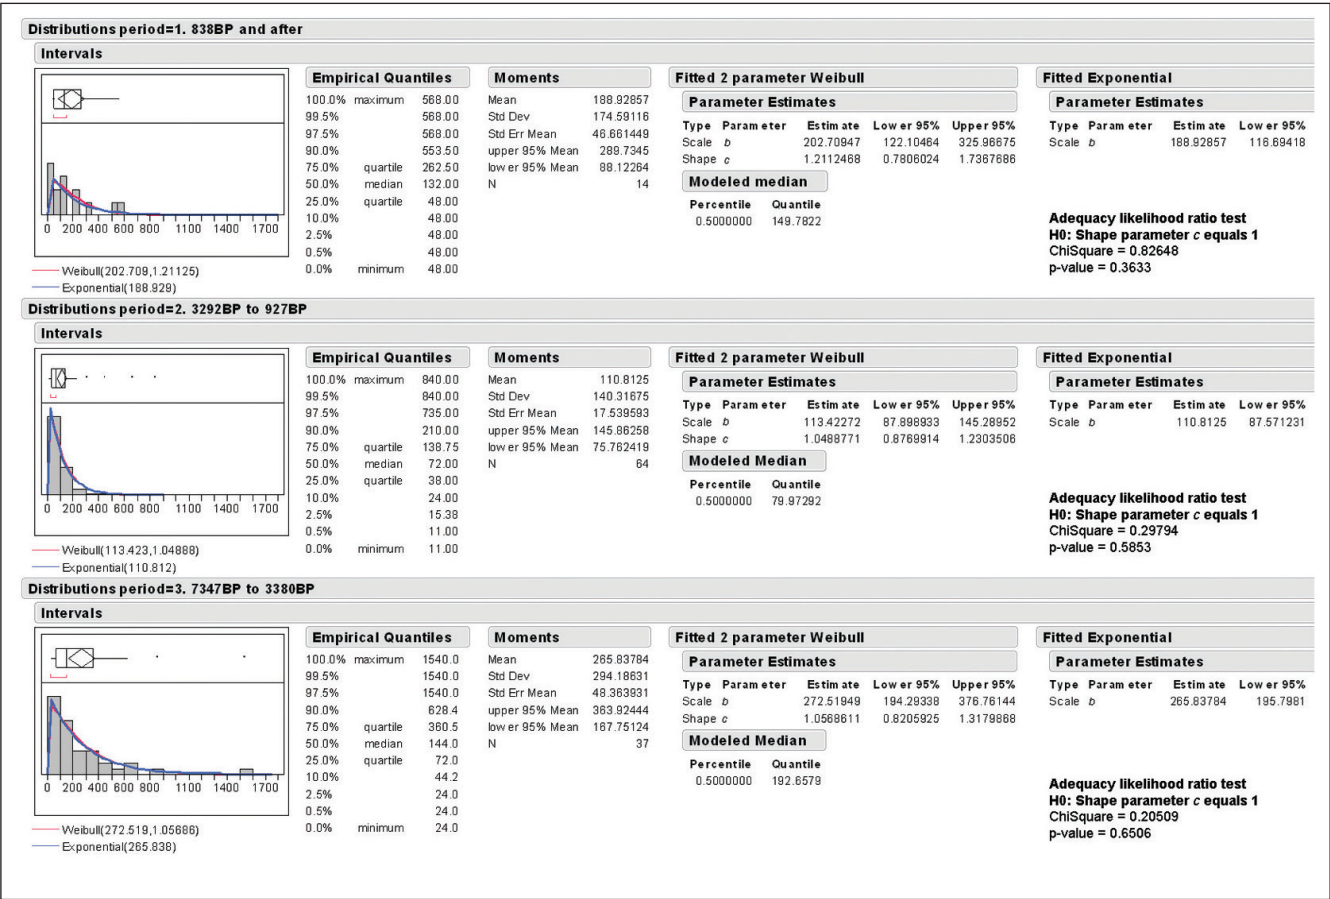 Distributions period=1. 838BP and after
Intervals
0 200 400 600 800 1100 1400 1700
Weibull(202.709,1.21125)
Exponential(188.929)
Empirical Quantiles
100.0% maximum 568.00
99.5% 568.00
97.5% 568.00
90.0% 553.50
75.0% quartile 262.50
50.0% median 132.00
25.0% quartile 48.00
10.0% 48.00
2.5% 48.00
0.5% 48.00
0.0% minimum 48.00
Moments
Mean 188.92857
Std Dev 174.59116
Std Err Mean 46.661449
upper 95% Mean 289.7345
lower 95% Mean 88.12264
N 14
Fitted 2 parameter Weibull
Parameter Estimates
Type Parameter Estimate Lower 95% Upper 95%
Scale b 202.70947 122.10464 325.96675
Shape c 1.2112468 0.7806024 1.7367686
Modeled median
Percentile Quantile
0.5000000 149.7822
Fitted Exponential
Parameter Estimates
Type Parameter Estimate Lower 95%
Scale b 188.92857 116.69418
Adequacy likelihood ratio test
H0: Shape parameter c equals 1
ChiSquare = 0.82648
p-value = 0.3633
Distributions period=2. 3292BP to 927BP
Intervals
0 200 400 600 800 1100 1400 1700
Weibull(113.423,1.04888)
Exponential(110.812)
Empirical Quantiles
100.0% maximum 840.00
99.5% 840.00
97.5% 735.00
90.0% 210.00
75.0% quartile 138.75
50.0% median 72.00
25.0% quartile 38.00
10.0% 24.00
2.5% 15.38
0.5% 11.00
0.0% minimum 11.00
Moments
Mean 110.8125
Std Dev 140.31675
Std Err Mean 17.539593
upper 95% Mean 145.86258
lower 95% Mean 75.762419
N 64
Fitted 2 parameter Weibull
Parameter Estimates
Type Parameter Estimate Lower 95% Upper 95%
Scale b 113.42272 87.898933 145.28952
Shape c 1.0488771 0.8769914 1.2303506
Modeled Median
Percentile Quantile
0.5000000 79.97292
Fitted Exponential
Parameter Estimates
Type Parameter Estimate Lower 95%
Scale b 110.8125 87.571231
Adequacy likelihood ratio test
H0: Shape parameter c equals 1
ChiSquare = 0.29794
p-value = 0.5853
Distributions period=3. 7347BP to 3380BP
Intervals
0 200 400 600 800 1100 1400 1700
Weibull(272.519,1.05686)
Exponential(265.838)
Empirical Quantiles
100.0% maximum 1540.0
99.5% 1540.0
97.5% 1540.0
90.0% 628.4
75.0% quartile 360.5
50.0% median 144.0
25.0% quartile 72.0
10.0% 44.2
2.5% 24.0
0.5% 24.0
0.0% minimum 24.0
Moments
Mean 265.83784
Std Dev 294.18631
Std Err Mean 48.363931
upper 95% Mean 363.92444
lower 95% Mean 167.75124
N 37
Fitted 2 parameter Weibull
Parameter Estimates
Type Parameter Estimate Lower 95% Upper 95%
Scale b 272.51949 194.29338 376.76144
Shape c 1.0568611 0.8205925 1.3179868
Modeled Median
Percentile Quantile
0.5000000 192.6579
Fitted Exponential
Parameter Estimates
Type Parameter Estimate Lower 95%
Scale b 265.83784 195.7981
Adequacy likelihood ratio test
H0: Shape parameter c equals 1
ChiSquare = 0.20509
p-value = 0.6506